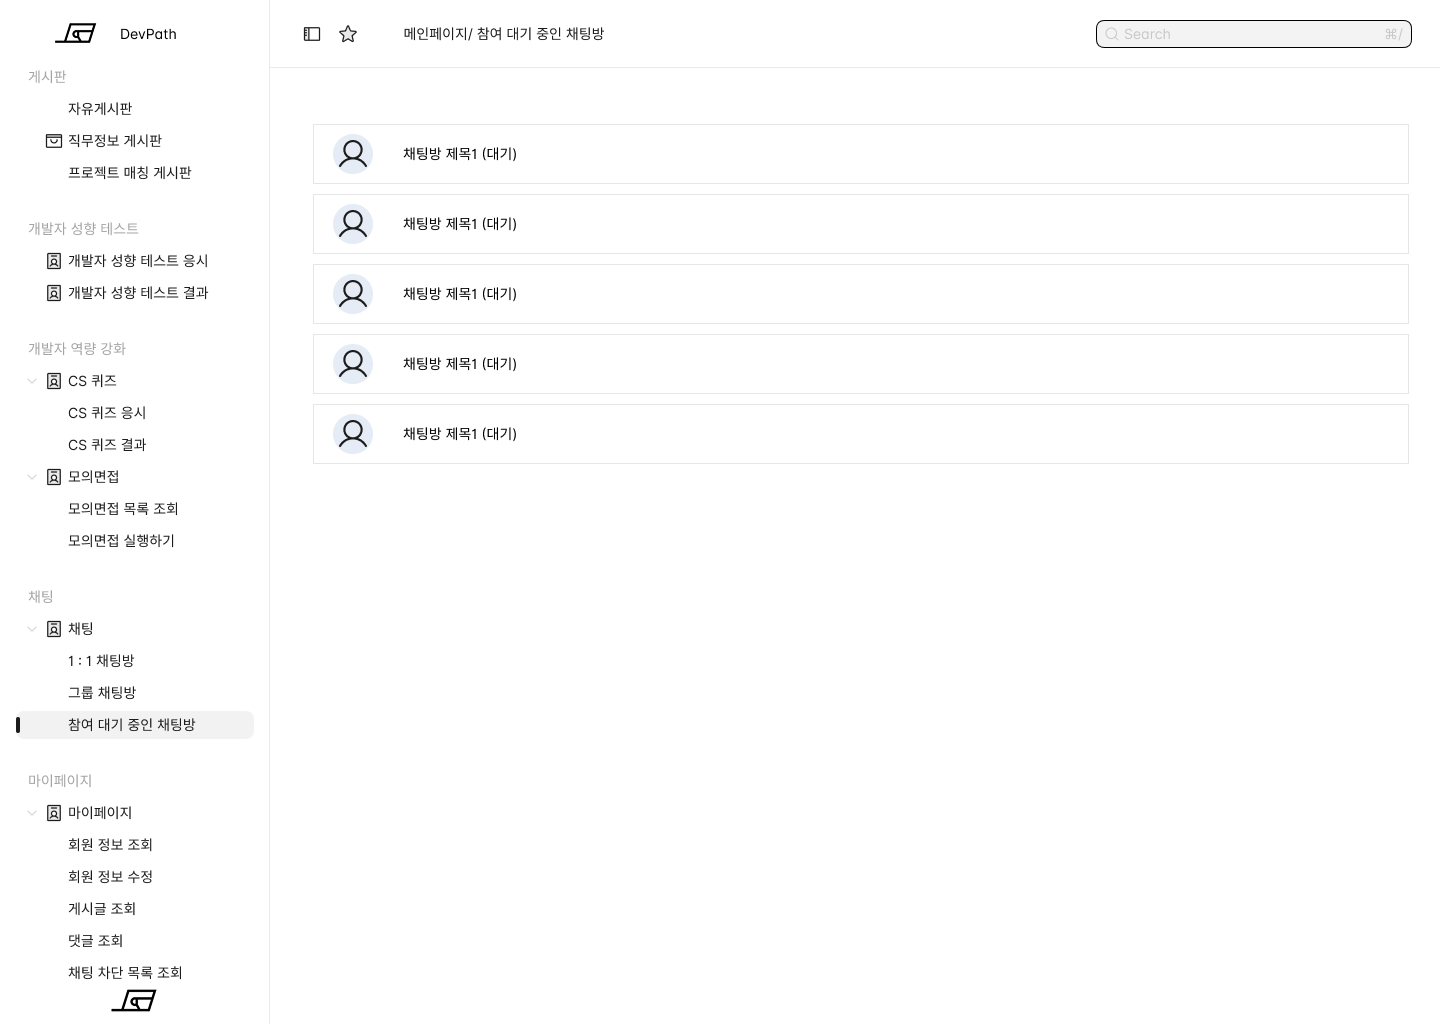 DevPath
게시판
자유게시판
직무정보 게시판
프로젝트 매칭 게시판
개발자 성향 테스트
개발자 성향 테스트 응시
개발자 성향 테스트 결과
개발자 역량 강화
CS 퀴즈
CS 퀴즈 응시
CS 퀴즈 결과
모의면접
모의면접 목록 조회
모의면접 실행하기
채팅
채팅
1 : 1 채팅방
그룹 채팅방
참여 대기 중인 채팅방
마이페이지
마이페이지
회원 정보 조회
회원 정보 수정
게시글 조회
댓글 조회
채팅 차단 목록 조회
메인페이지/ 참여 대기 중인 채팅방
Search ⌘/
채팅방 제목1 (대기)
채팅방 제목1 (대기)
채팅방 제목1 (대기)
채팅방 제목1 (대기)
채팅방 제목1 (대기)